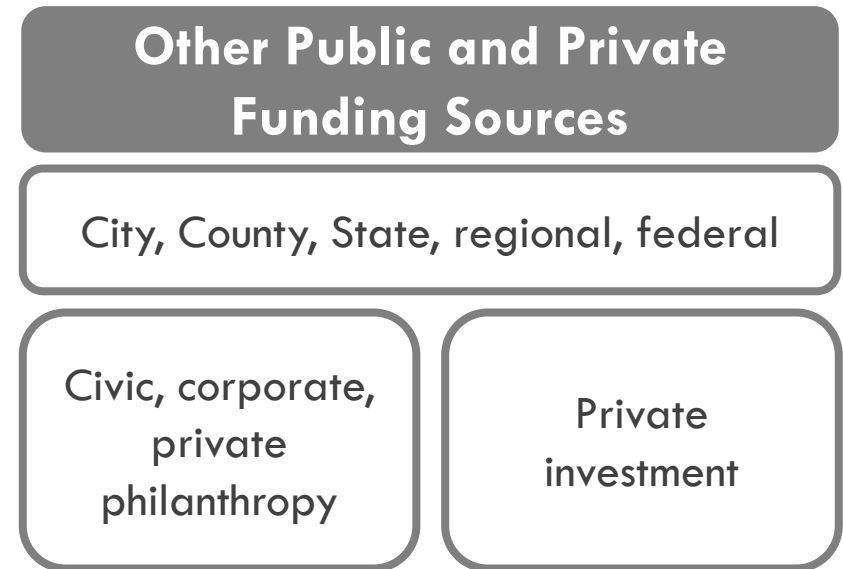 Other Public and Private
Funding Sources
City, County, State, regional, federal
Civic, corporate,
private
philanthropy
Private
investment